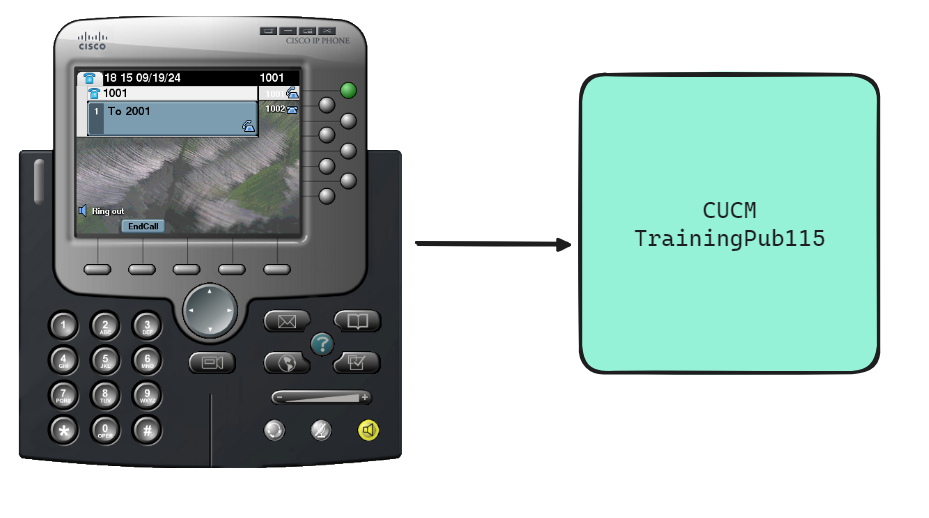 CISCO
CISCO IP PHONE
18 15 09/19/24 1001
1001
1001
1 To 2001
1002
Ring out
EndCall
1
2 ABC
3 DEF
4 GHI
5 JKL
6 MNO
7 PQRS
8 TUV
9 WXYZ
*
0 OPER
#
?
- +
CUCM
TrainingPub115